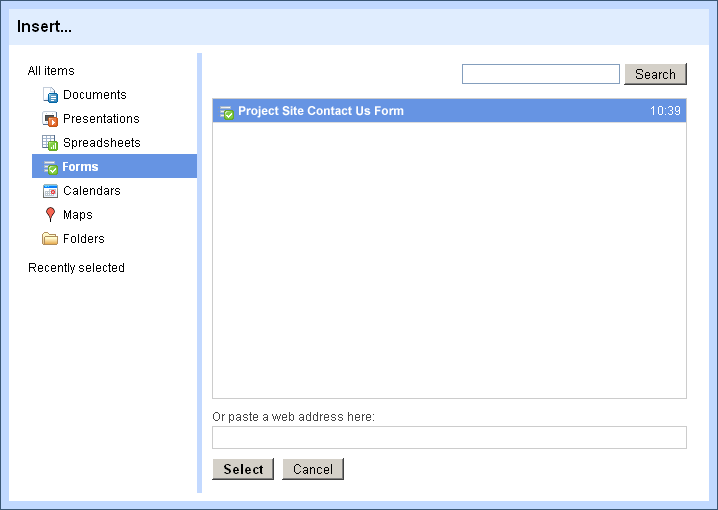 Insert...
All items
Documents
Presentations
Spreadsheets
Forms
Calendars
Maps
Folders
Recently selected
Search
Project Site Contact Us Form 10:39
Or paste a web address here:
Select Cancel